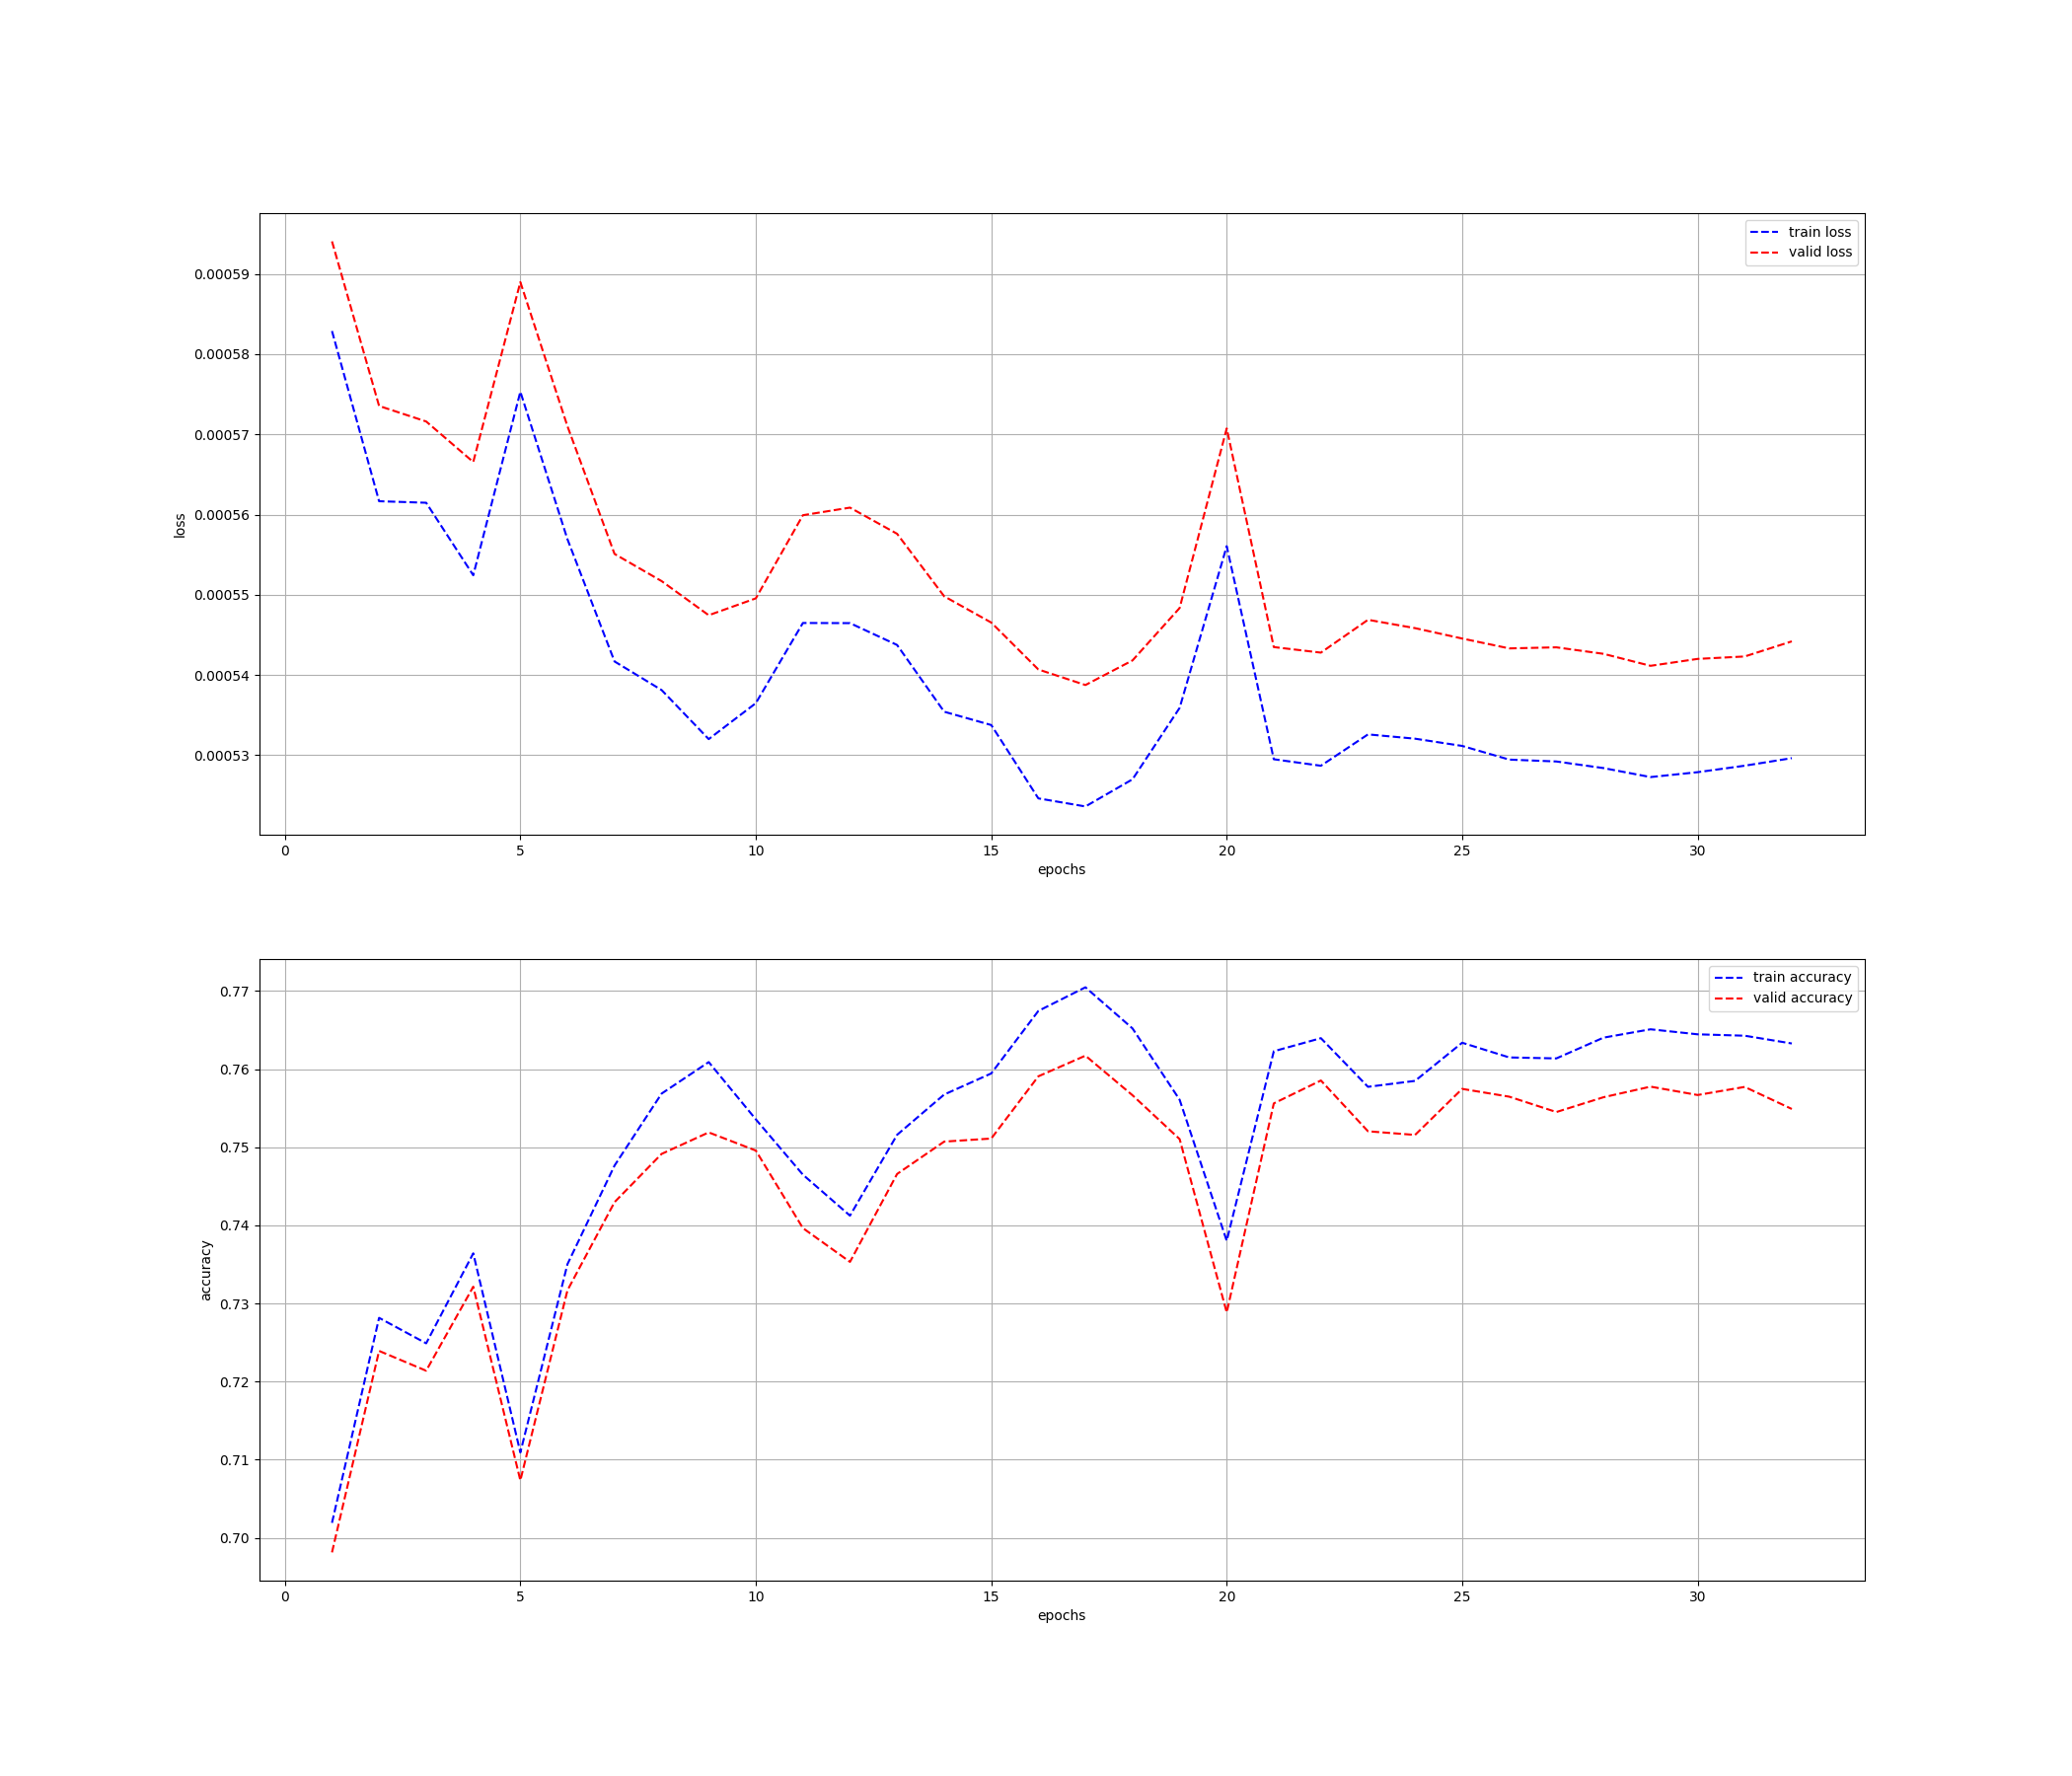 train loss
valid loss
0.00059
0.00058
0.00057
0.00056
0.00055
0.00054
0.00053
loss
0 5 10 15 20 25 30
epochs
train accuracy
valid accuracy
0.77
0.76
0.75
0.74
0.73
0.72
0.71
0.70
accuracy
0 5 10 15 20 25 30
epochs